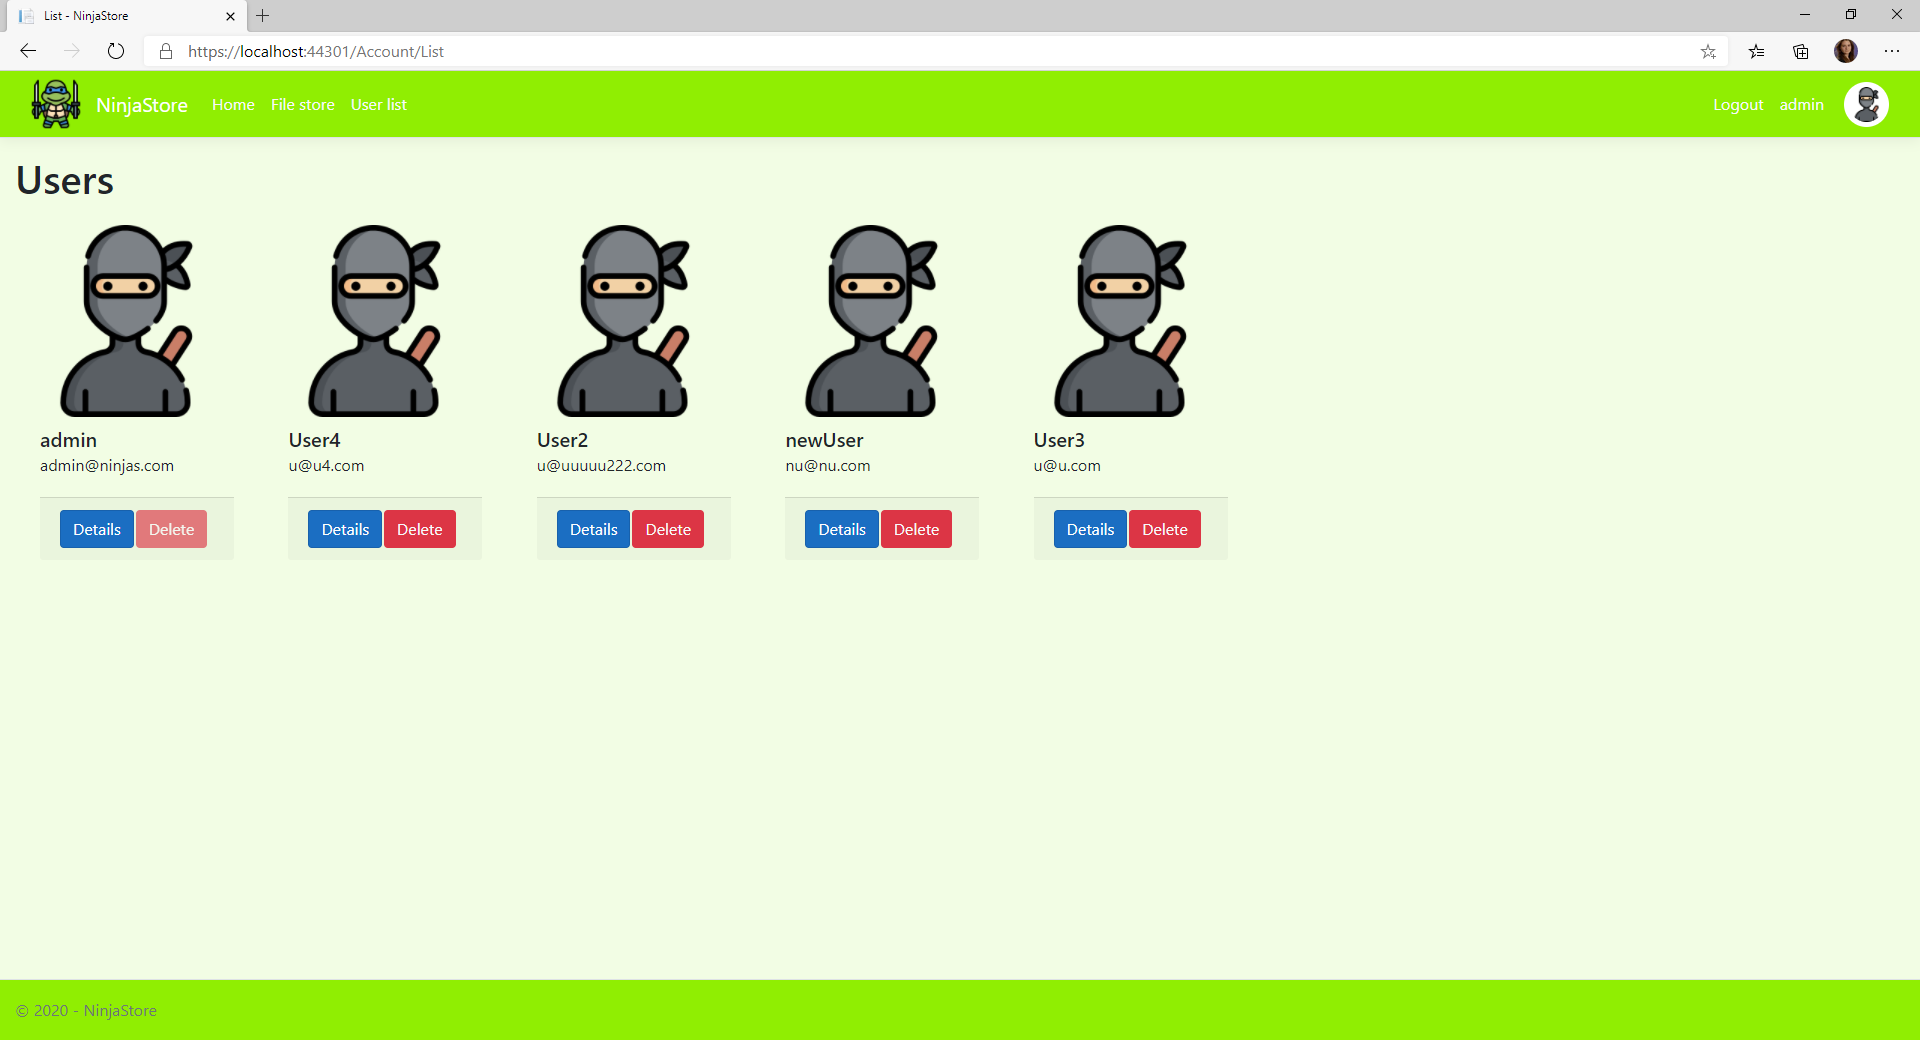 List - NinjaStore
https://localhost:44301/Account/List
NinjaStore Home File store User list Logout admin
Users
admin User4 User2 newUser User3
admin@ninjas.com u@u4.com u@uuuuu222.com nu@nu.com u@u.com
Details Delete Details Delete Details Delete Details Delete Details Delete
© 2020 - NinjaStore